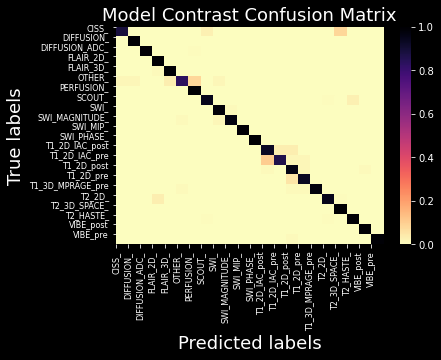 Model Contrast Confusion Matrix
True labels
CISS_
DIFFUSION_
DIFFUSION_ADC_
FLAIR_2D_
FLAIR_3D_
OTHER_
PERFUSION_
SCOUT_
SWI_
SWI_MAGNITUDE_
SWI_MIP_
SWI_PHASE_
T1_2D_IAC_post
T1_2D_IAC_pre
T1_2D_post
T1_2D_pre
T1_3D_MPRAGE_pre
T2_2D_
T2_3D_SPACE_
T2_HASTE_
VIBE_post
VIBE_pre
1.0
0.8
0.6
0.4
0.2
0.0
CISS_
DIFFUSION_
DIFFUSION_ADC_
FLAIR_2D_
FLAIR_3D_
OTHER_
PERFUSION_
SCOUT_
SWI_
SWI_MAGNITUDE_
SWI_MIP_
SWI_PHASE_
T1_2D_IAC_post
T1_2D_IAC_pre
T1_2D_post
T1_2D_pre
T1_3D_MPRAGE_pre
T2_2D_
T2_3D_SPACE_
T2_HASTE_
VIBE_post
VIBE_pre
Predicted labels